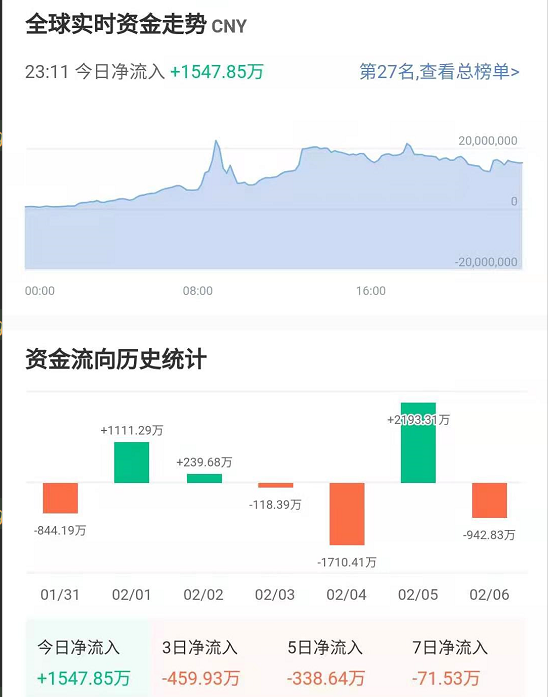 全球实时资金走势 CNY
23:11 今日净流入 +1547.85万 第27名,查看总榜单>
20,000,000
0
-20,000,000
00:00 08:00 16:00
资金流向历史统计
+2193.31万
+1111.29万
+239.68万
-118.39万
-844.19万
-942.83万
-1710.41万
01/31 02/01 02/02 02/03 02/04 02/05 02/06
今日净流入 3日净流入 5日净流入 7日净流入
+1547.85万 -459.93万 -338.64万 -71.53万